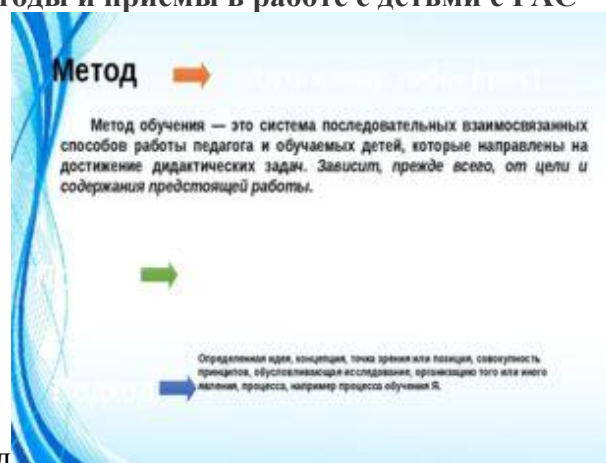 тоды и приемы в работе с детьми с РАС
Метод
Метод обучения — это система последовательных взаимосвязанных
способов работы педагога и обучаемых детей, которые направлены на
достижение дидактических задач. Зависит, прежде всего, от цели и
содержания предстоящей работы.
Подход
Определенная идея, концепция, точка зрения или позиция, совокупность
принципов, обусловливающая исследование, организацию того или иного
явления, процесса, например процесса обучения Я.
л